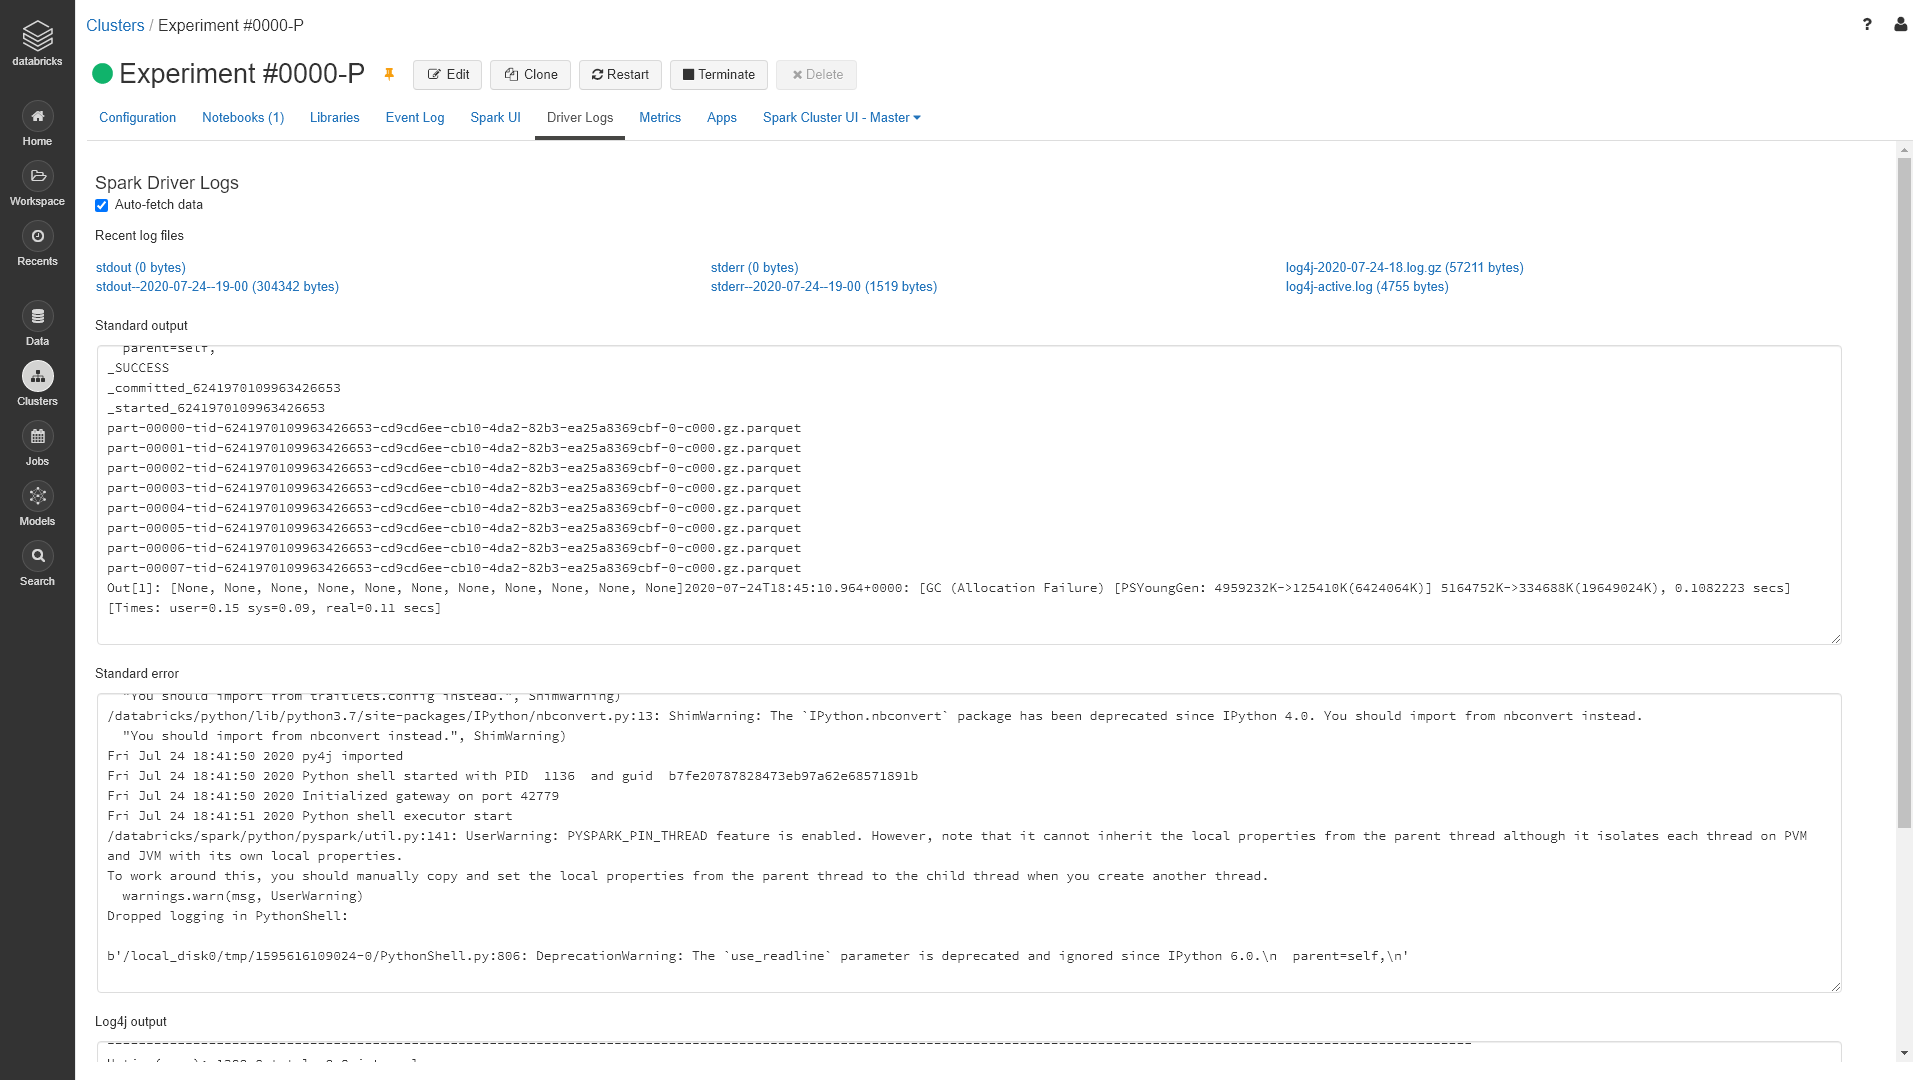 databricks
Home
Workspace
Recents
Data
Clusters
Jobs
Models
Search
Clusters / Experiment #0000-P
?
Experiment #0000-P
Edit
Clone
Restart
Terminate
Delete
Configuration
Notebooks (1)
Libraries
Event Log
Spark UI
Driver Logs
Metrics
Apps
Spark Cluster UI - Master
Spark Driver Logs
Auto-fetch data
Recent log files
stdout (0 bytes)
stderr (0 bytes)
log4j-2020-07-24-18.log.gz (57211 bytes)
stdout--2020-07-24--19-00 (304342 bytes)
stderr--2020-07-24--19-00 (1519 bytes)
log4j-active.log (4755 bytes)
Standard output
parent=self,
_SUCCESS
_committed_6241970109963426653
_started_6241970109963426653
part-00000-tid-6241970109963426653-cd9cd6ee-cb10-4da2-82b3-ea25a8369cbf-0-c000.gz.parquet
part-00001-tid-6241970109963426653-cd9cd6ee-cb10-4da2-82b3-ea25a8369cbf-0-c000.gz.parquet
part-00002-tid-6241970109963426653-cd9cd6ee-cb10-4da2-82b3-ea25a8369cbf-0-c000.gz.parquet
part-00003-tid-6241970109963426653-cd9cd6ee-cb10-4da2-82b3-ea25a8369cbf-0-c000.gz.parquet
part-00004-tid-6241970109963426653-cd9cd6ee-cb10-4da2-82b3-ea25a8369cbf-0-c000.gz.parquet
part-00005-tid-6241970109963426653-cd9cd6ee-cb10-4da2-82b3-ea25a8369cbf-0-c000.gz.parquet
part-00006-tid-6241970109963426653-cd9cd6ee-cb10-4da2-82b3-ea25a8369cbf-0-c000.gz.parquet
part-00007-tid-6241970109963426653-cd9cd6ee-cb10-4da2-82b3-ea25a8369cbf-0-c000.gz.parquet
Out[1]: [None, None, None, None, None, None, None, None, None, None, None]2020-07-24T18:45:10.964+0000: [GC (Allocation Failure) [PSYoungGen: 4959232K->125410K(6424064K)] 5164752K->334688K(19649024K), 0.1082223 secs]
[Times: user=0.15 sys=0.09, real=0.11 secs]
Standard error
"You should import from traitlets.config instead.", ShimWarning)
/databricks/python/lib/python3.7/site-packages/IPython/nbconvert.py:13: ShimWarning: The `IPython.nbconvert` package has been deprecated since IPython 4.0. You should import from nbconvert instead.
"You should import from nbconvert instead.", ShimWarning)
Fri Jul 24 18:41:50 2020 py4j imported
Fri Jul 24 18:41:50 2020 Python shell started with PID  1136  and guid  b7fe20787828473eb97a62e68571891b
Fri Jul 24 18:41:50 2020 Initialized gateway on port 42779
Fri Jul 24 18:41:51 2020 Python shell executor start
/databricks/spark/python/pyspark/util.py:141: UserWarning: PYSPARK_PIN_THREAD feature is enabled. However, note that it cannot inherit the local properties from the parent thread although it isolates each thread on PVM
and JVM with its own local properties.
To work around this, you should manually copy and set the local properties from the parent thread to the child thread when you create another thread.
warnings.warn(msg, UserWarning)
Dropped logging in PythonShell:
b'/local_disk0/tmp/1595616109024-0/PythonShell.py:806: DeprecationWarning: The `use_readline` parameter is deprecated and ignored since IPython 6.0.\n  parent=self,\n'
Log4j output